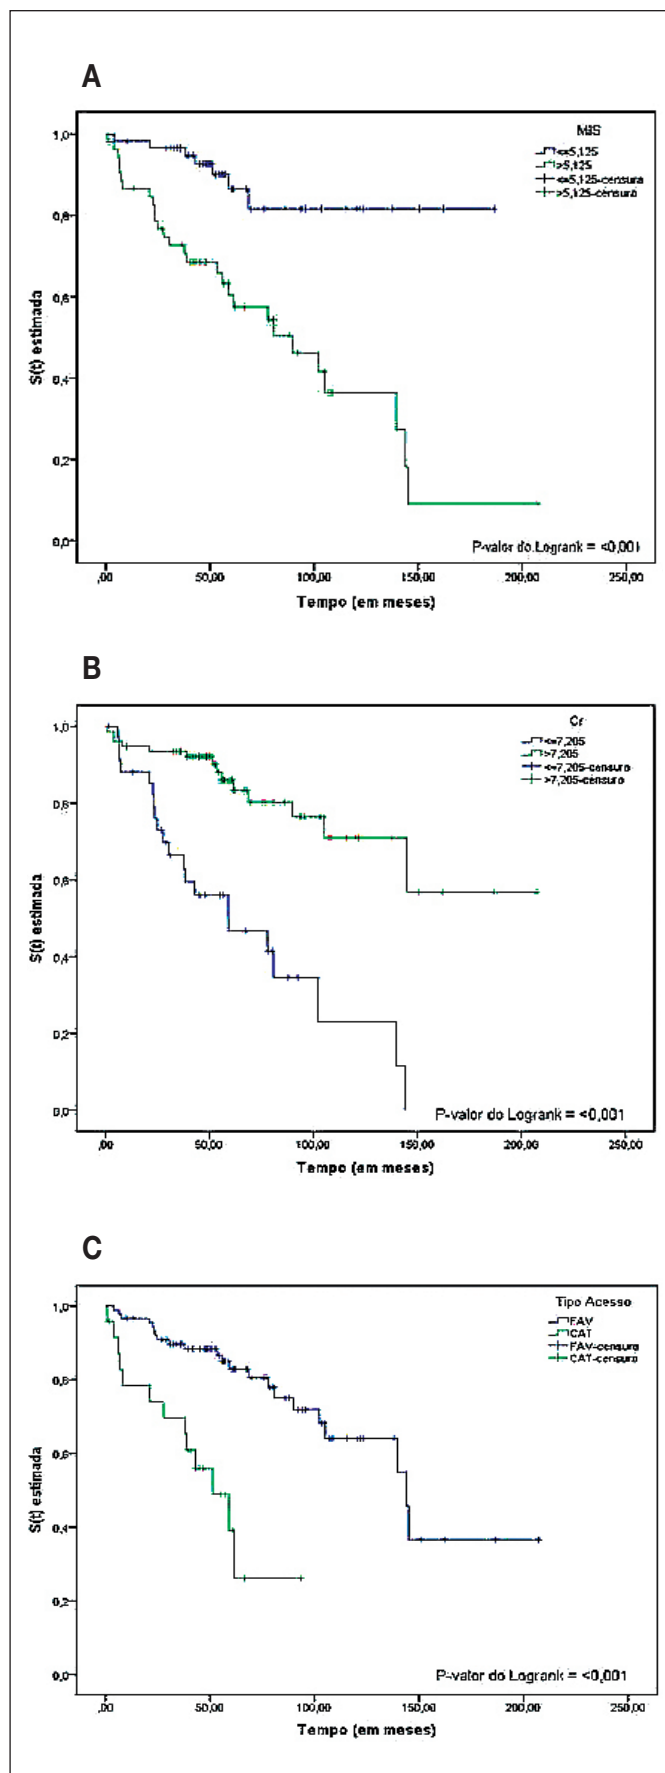 A
MIS
<=5,125
>5,125
<=5,125-censura
>5,125-censura
1,0
0,8
0,6
0,4
0,2
0,0
S(t) estimada
P-valor do Logrank = <0,001
,00 50,00 100,00 150,00 200,00 250,00
Tempo (em meses)
B
Cr
<=7,205
>7,205
<=7,205-censura
>7,205-censura
1,0
0,8
0,6
0,4
0,2
0,0
S(t) estimada
P-valor do Logrank = <0,001
,00 50,00 100,00 150,00 200,00 250,00
Tempo (em meses)
C
Tipo Acesso
FAV
CAT
FAV-censura
CAT-censura
1,0
0,8
0,6
0,4
0,2
0,0
S(t) estimada
P-valor do Logrank = <0,001
,00 50,00 100,00 150,00 200,00 250,00
Tempo (em meses)